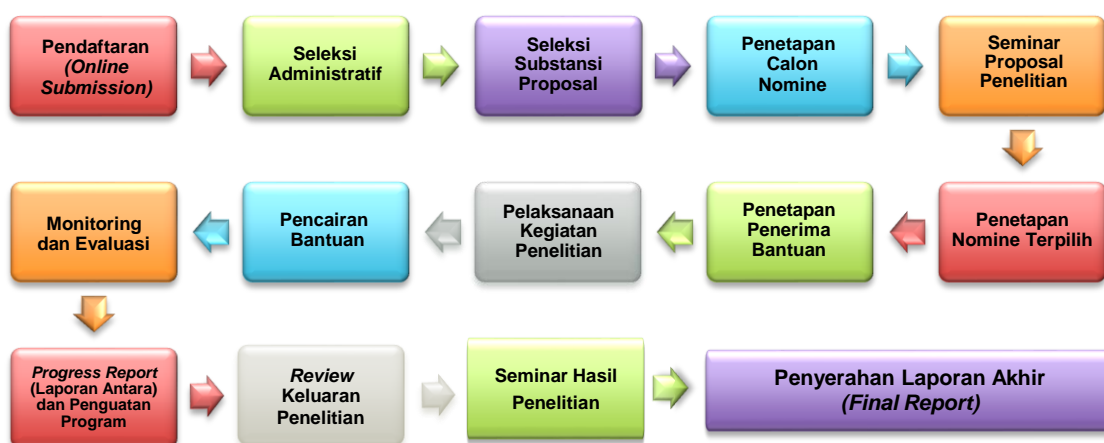 Pendaftaran
(Online
Submission)
Seleksi
Administratif
Seleksi
Substansi
Proposal
Penetapan
Calon
Nomine
Seminar
Proposal
Penelitian
Penetapan
Nomine Terpilih
Penetapan
Penerima
Bantuan
Pelaksanaan
Kegiatan
Penelitian
Pencairan
Bantuan
Monitoring
dan Evaluasi
Progress Report
(Laporan Antara)
dan Penguatan
Program
Review
Keluaran
Penelitian
Seminar Hasil
Penelitian
Penyerahan Laporan Akhir
(Final Report)